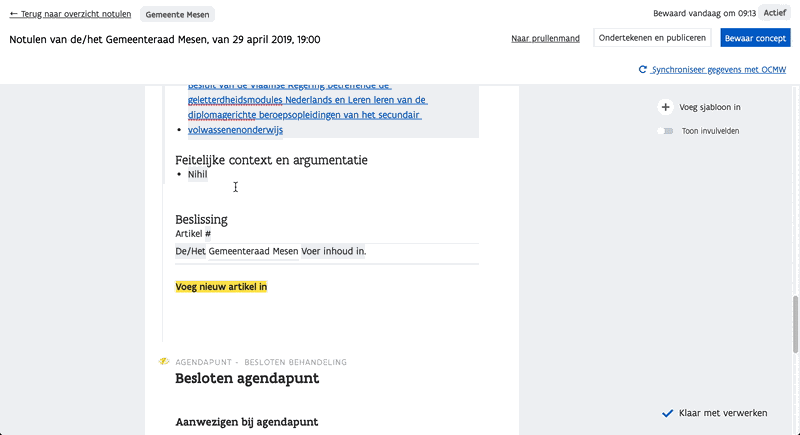 ← Terug naar overzicht notulen
Gemeente Mesen
Bewaard vandaag om 09:13
Actief
Notulen van de/het Gemeenteraad Mesen, van 29 april 2019, 19:00
Naar prullenmand
Ondertekenen en publiceren
Bewaar concept
Synchroniseer gegevens met OCMW
besluit van de Vlaamse Regering betreffende de
geletterdheidsmodules Nederlands en Leren leren van de
diplomagerichte beroepsopleidingen van het secundair
• volwassenenonderwijs
Voeg sjabloon in
Toon invulvelden
Feitelijke context en argumentatie
• Nihil
Beslissing
Artikel #
De/Het Gemeenteraad Mesen Voer inhoud in.
Voeg nieuw artikel in
AGENDAPUNT - BESLOTEN BEHANDELING
Besloten agendapunt
Aanwezigen bij agendapunt
Klaar met verwerken